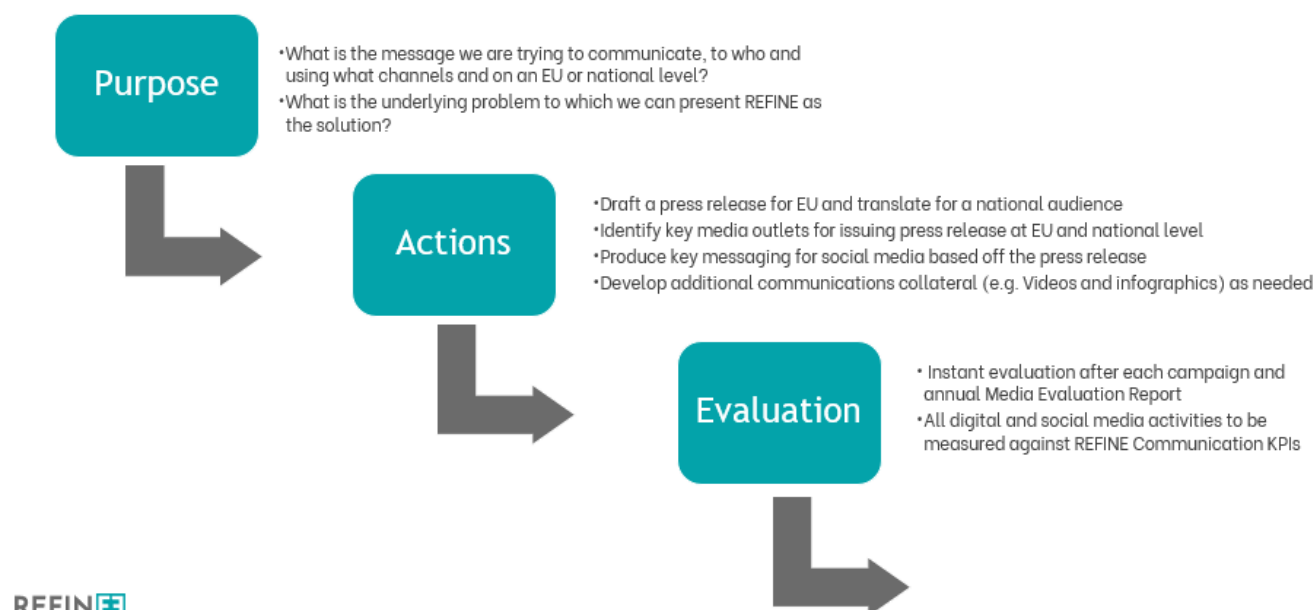 Purpose
•What is the message we are trying to communicate, to who and
using what channels and on an EU or national level?
•What is the underlying problem to which we can present REFINE as
the solution?
Actions
•Draft a press release for EU and translate for a national audience
•Identify key media outlets for issuing press release at EU and national level
•Produce key messaging for social media based off the press release
•Develop additional communications collateral (e.g. Videos and infographics) as needed
Evaluation
• Instant evaluation after each campaign and
annual Media Evaluation Report
•All digital and social media activities to be
measured against REFINE Communication KPIs
REFINE